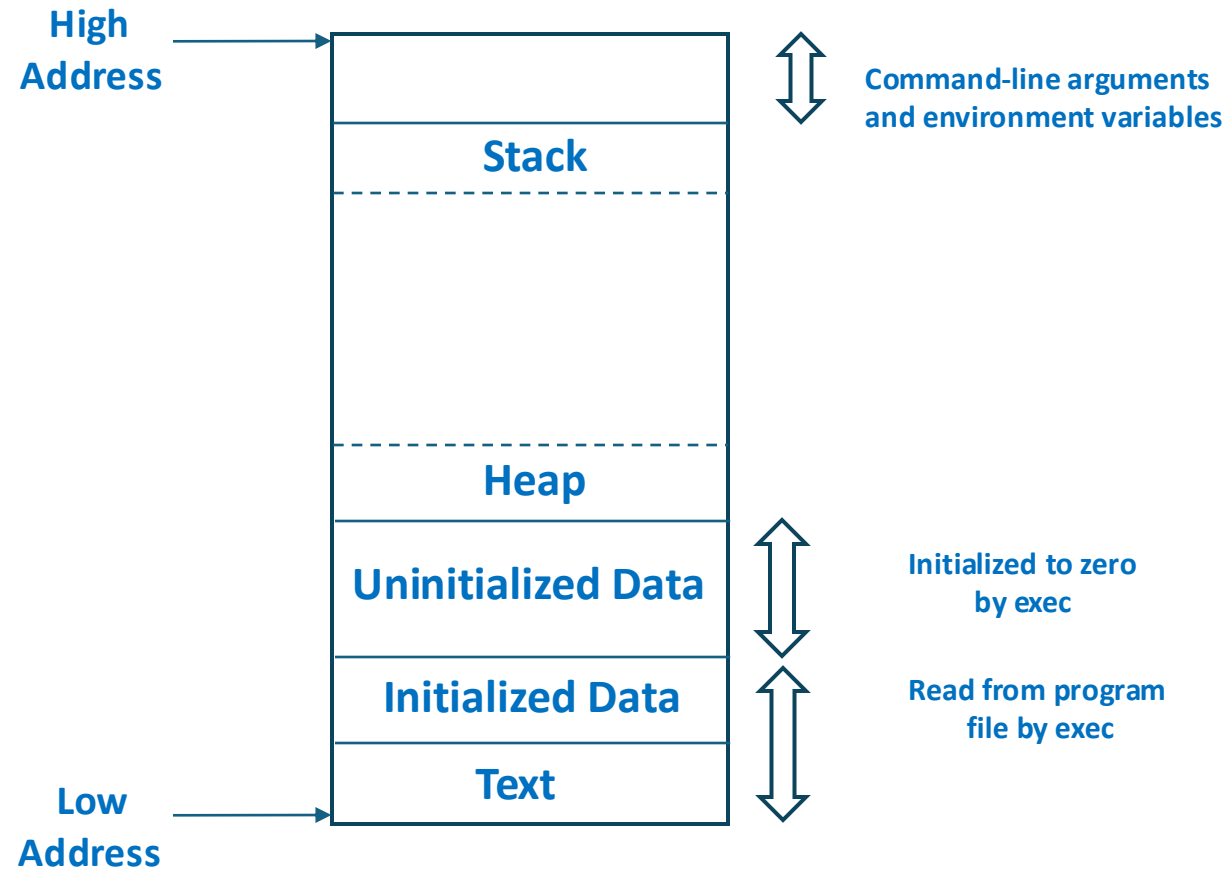 High
Address
Command-line arguments
and environment variables
Stack
Heap
Uninitialized Data
Initialized to zero
by exec
Initialized Data
Read from program
file by exec
Text
Low
Address